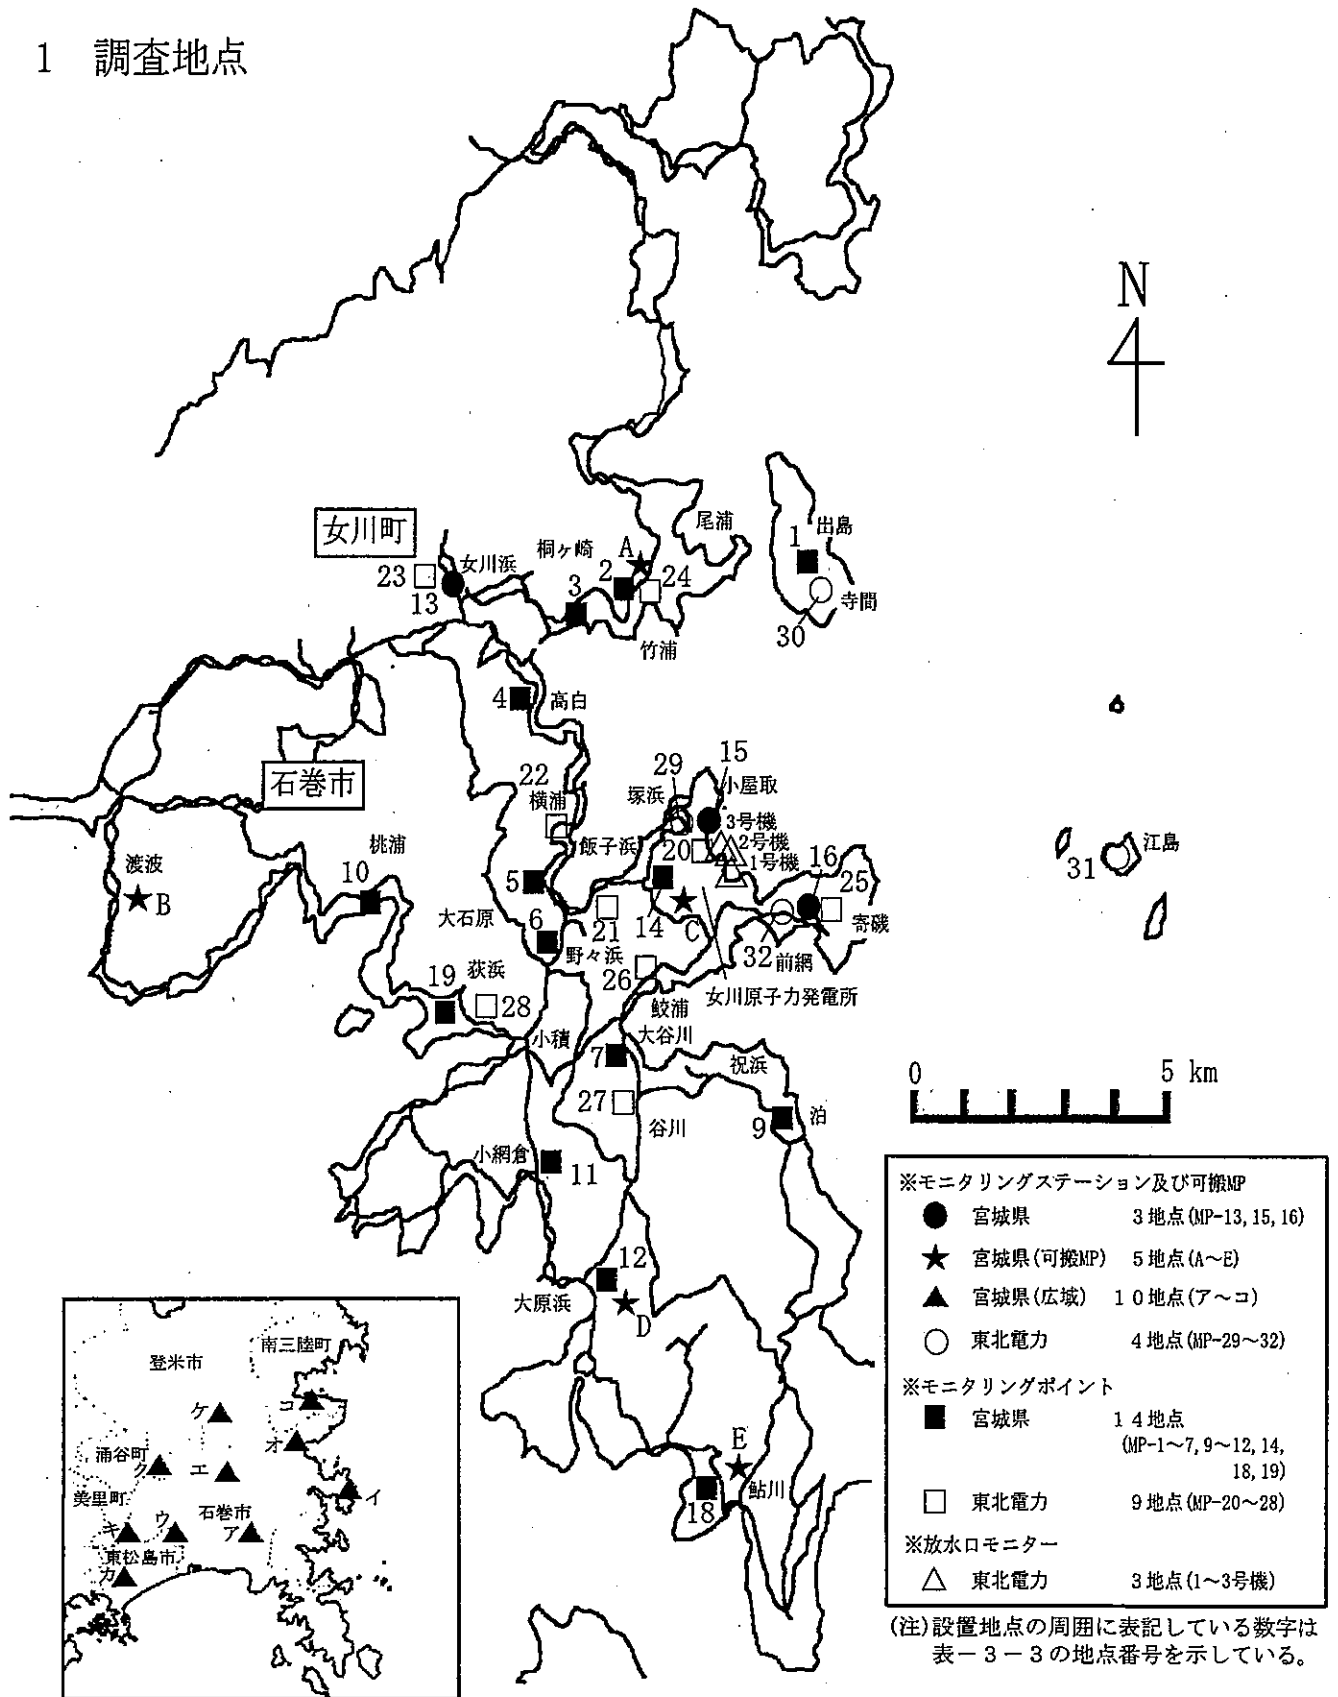 1 調査地点
N
女川町
23
13
女川浜
桐ヶ崎
A
2
3
24
尾浦
竹浦
1
出島
30
寺間
4
高白
石巻市
22
横浦
29
塚浜
15
小屋取
3号機
2号機
1号機
20
飯子浜
16
25
寄磯
31
江島
渡波
B
桃浦
10
大石原
5
6
21
野々浜
14
C
26
鮫浦
32
前網
女川原子力発電所
19
荻浜
28
小積
7
大谷川
祝浜
27
谷川
9
泊
小網倉
11
12
大原浜
D
E
18
鮎川
0 5 km
※モニタリングステーション及び可搬MP
● 宮城県 3地点(MP-13, 15, 16)
★ 宮城県(可搬MP) 5地点(A～E)
▲ 宮城県(広域) 10地点(ア～コ)
○ 東北電力 4地点(MP-29～32)
※モニタリングポイント
■ 宮城県 14地点
(MP-1～7, 9～12, 14,
18, 19)
□ 東北電力 9地点(MP-20～28)
※放水口モニター
△ 東北電力 3地点(1～3号機)
(注)設置地点の周囲に表記している数字は
表－3－3の地点番号を示している。
南三陸町
登米市
コ
ケ
オ
涌谷町
ク
エ
イ
美里町
石巻市
キ
ウ
ア
東松島市
カ